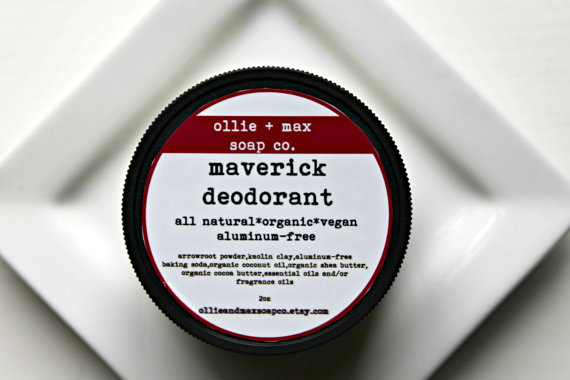 ollie + max
soap co.
maverick
deodorant
all natural*organic*vegan
aluminum-free
arrowroot powder,kaolin clay,aluminum-free
baking soda,organic coconut oil,organic shea butter,
organic cocoa butter,essential oils and/or
fragrance oils
2oz
ollieandmaxsoapco.etsy.com